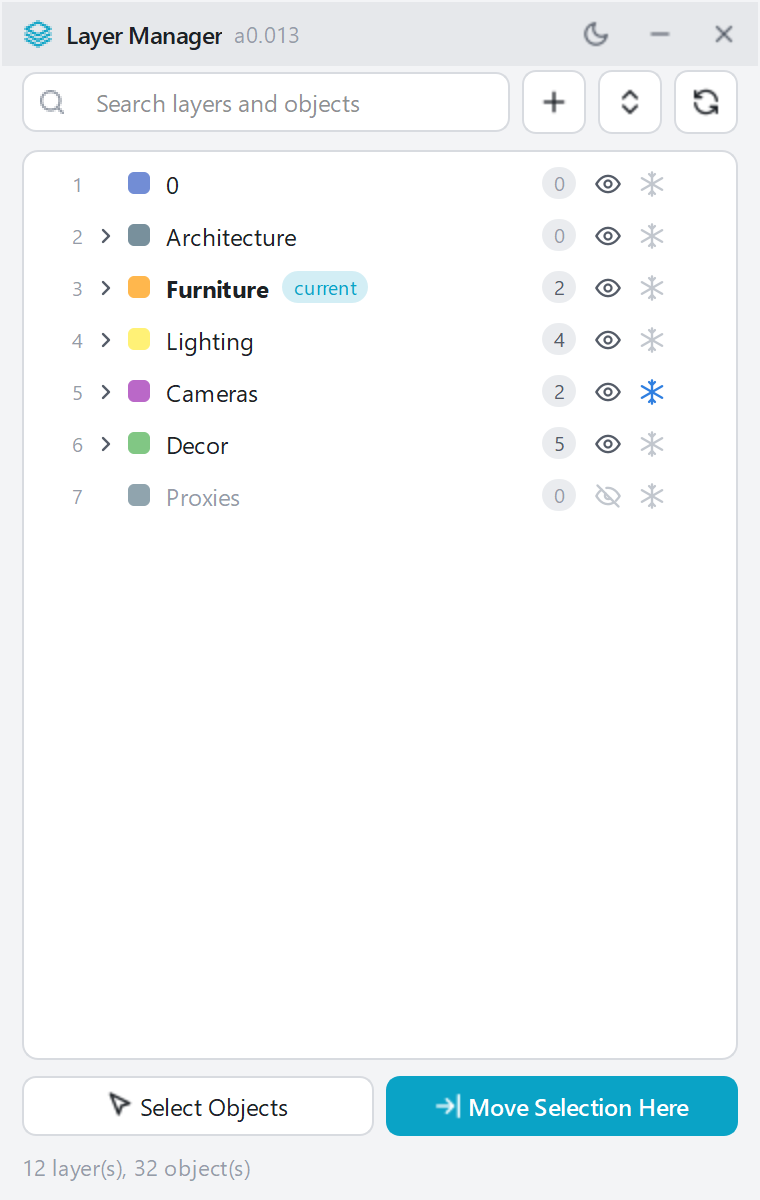 Layer Manager a0.013
Search layers and objects
1 0 0
2 Architecture 0
3 Furniture current 2
4 Lighting 4
5 Cameras 2
6 Decor 5
7 Proxies 0
Select Objects Move Selection Here
12 layer(s), 32 object(s)